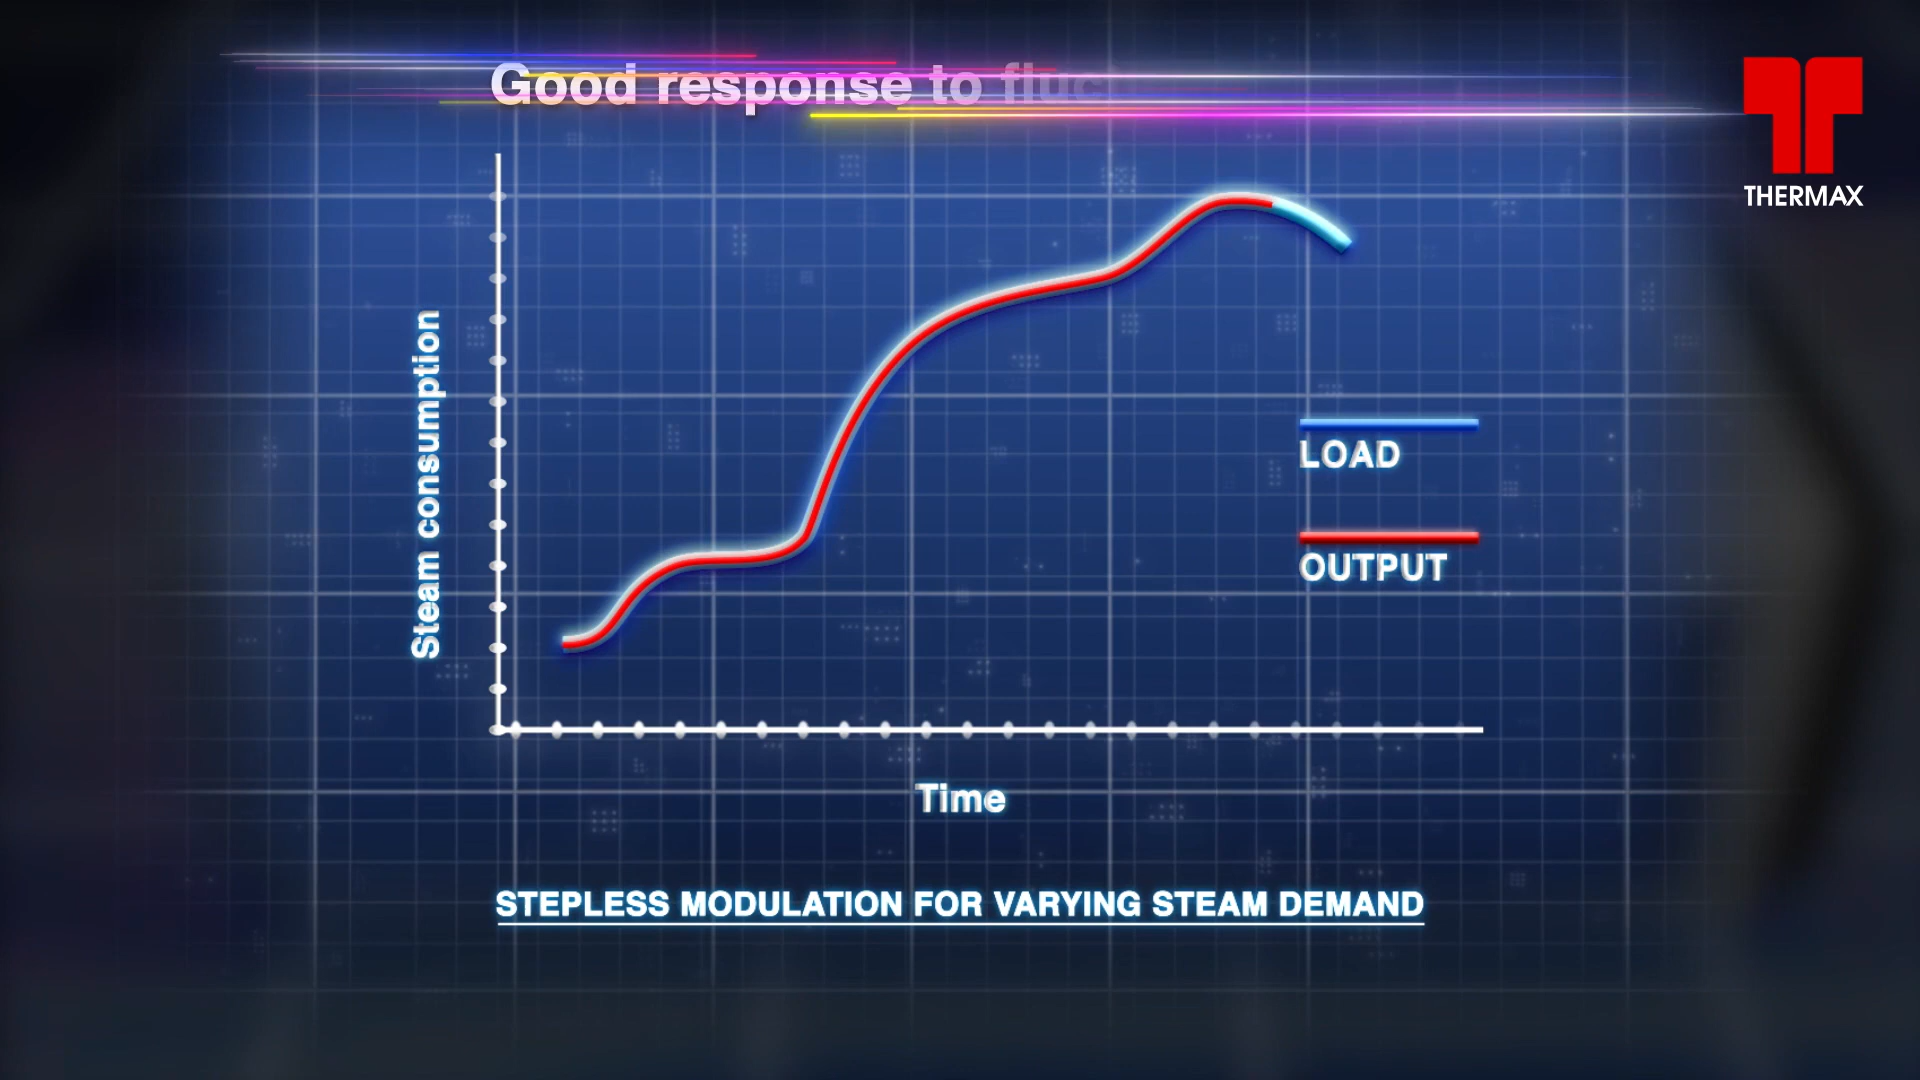 Good response to
THERMAX
Steam consumption
LOAD
OUTPUT
Time
STEPLESS MODULATION FOR VARYING STEAM DEMAND